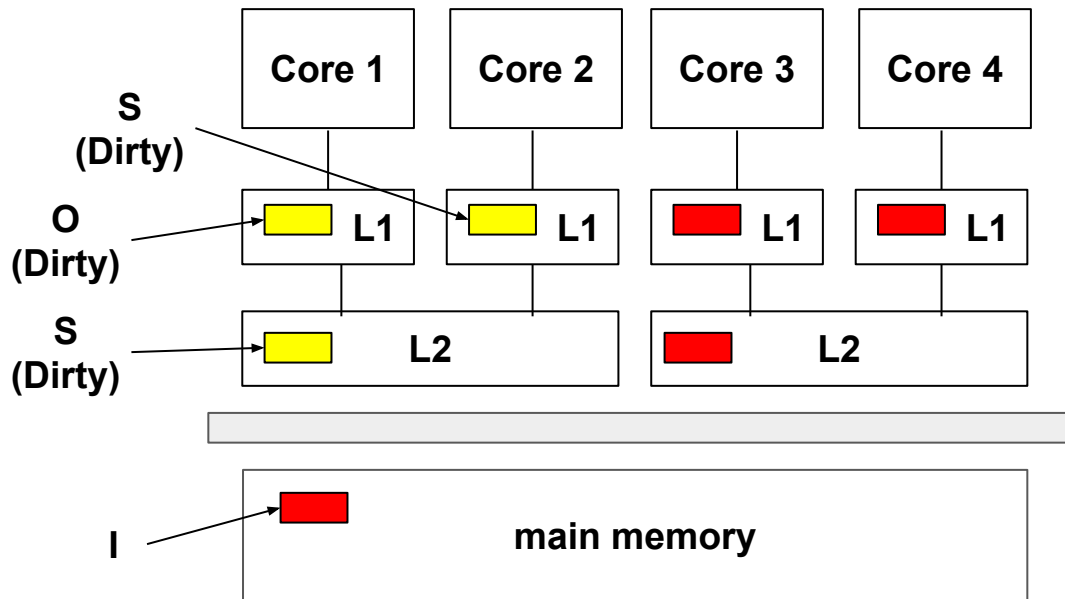 Core 1
Core 2
Core 3
Core 4
S
(Dirty)
O
(Dirty)
L1
L1
L1
L1
S
(Dirty)
L2
L2
I
main memory